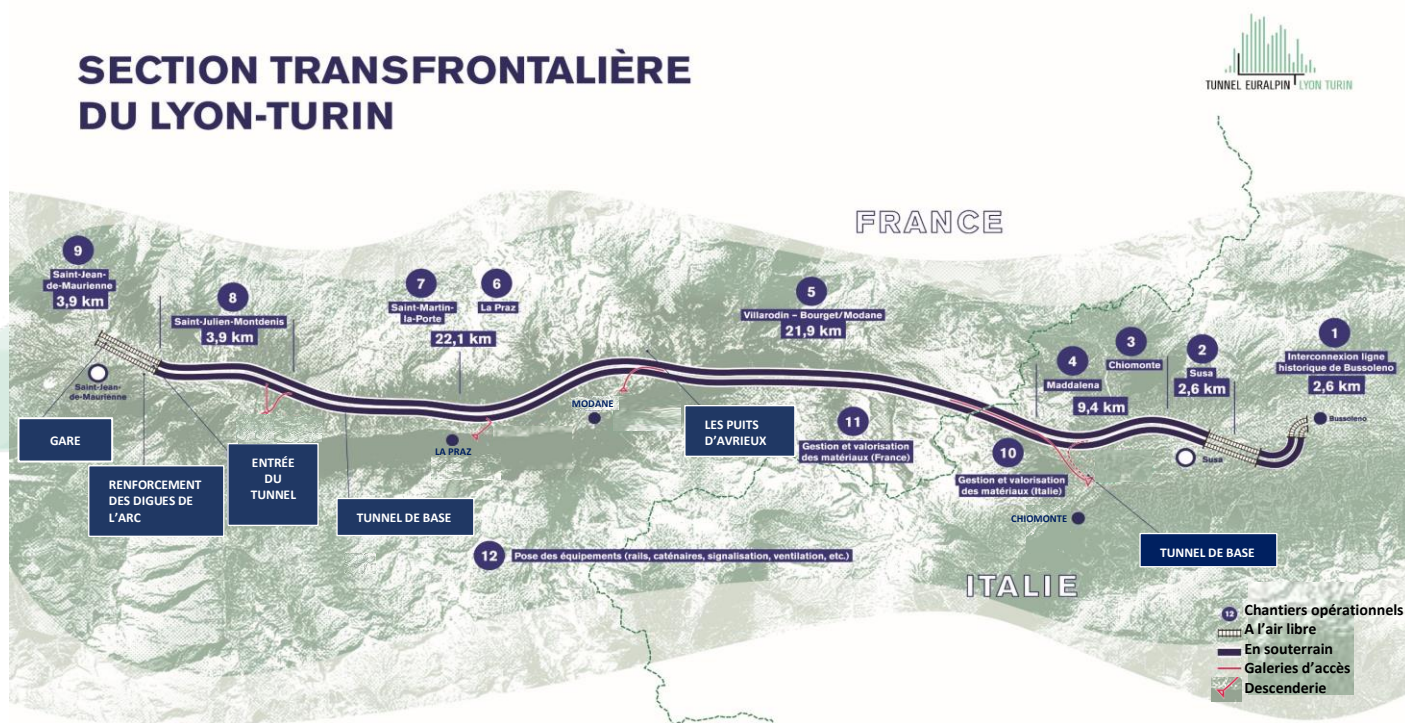 SECTION TRANSFRONTALIÈRE
DU LYON-TURIN
TUNNEL EURALPIN LYON TURIN
FRANCE
9
Saint-Jean-
de-Maurienne
3,9 km
8
Saint-Julien-Montdenis
3,9 km
7
Saint-Martin-
la-Porte
6
La Praz
22,1 km
5
Villarodin – Bourget/Modane
21,9 km
4
Maddalena
3
Chiomonte
9,4 km
2
Susa
2,6 km
1
Interconnexion ligne
historique de Bussoleno
2,6 km
Saint-Jean-
de-Maurienne
MODANE
LA PRAZ
Bussoleno
Susa
CHIOMONTE
GARE
RENFORCEMENT
DES DIGUES DE
L’ARC
ENTRÉE
DU
TUNNEL
TUNNEL DE BASE
LES PUITS
D’AVRIEUX
11
Gestion et valorisation
des matériaux (France)
10
Gestion et valorisation
des matériaux (Italie)
TUNNEL DE BASE
12
Pose des équipements (rails, caténaires, signalisation, ventilation, etc.)
ITALIE
12 Chantiers opérationnels
A l’air libre
En souterrain
Galeries d’accès
Descenderie